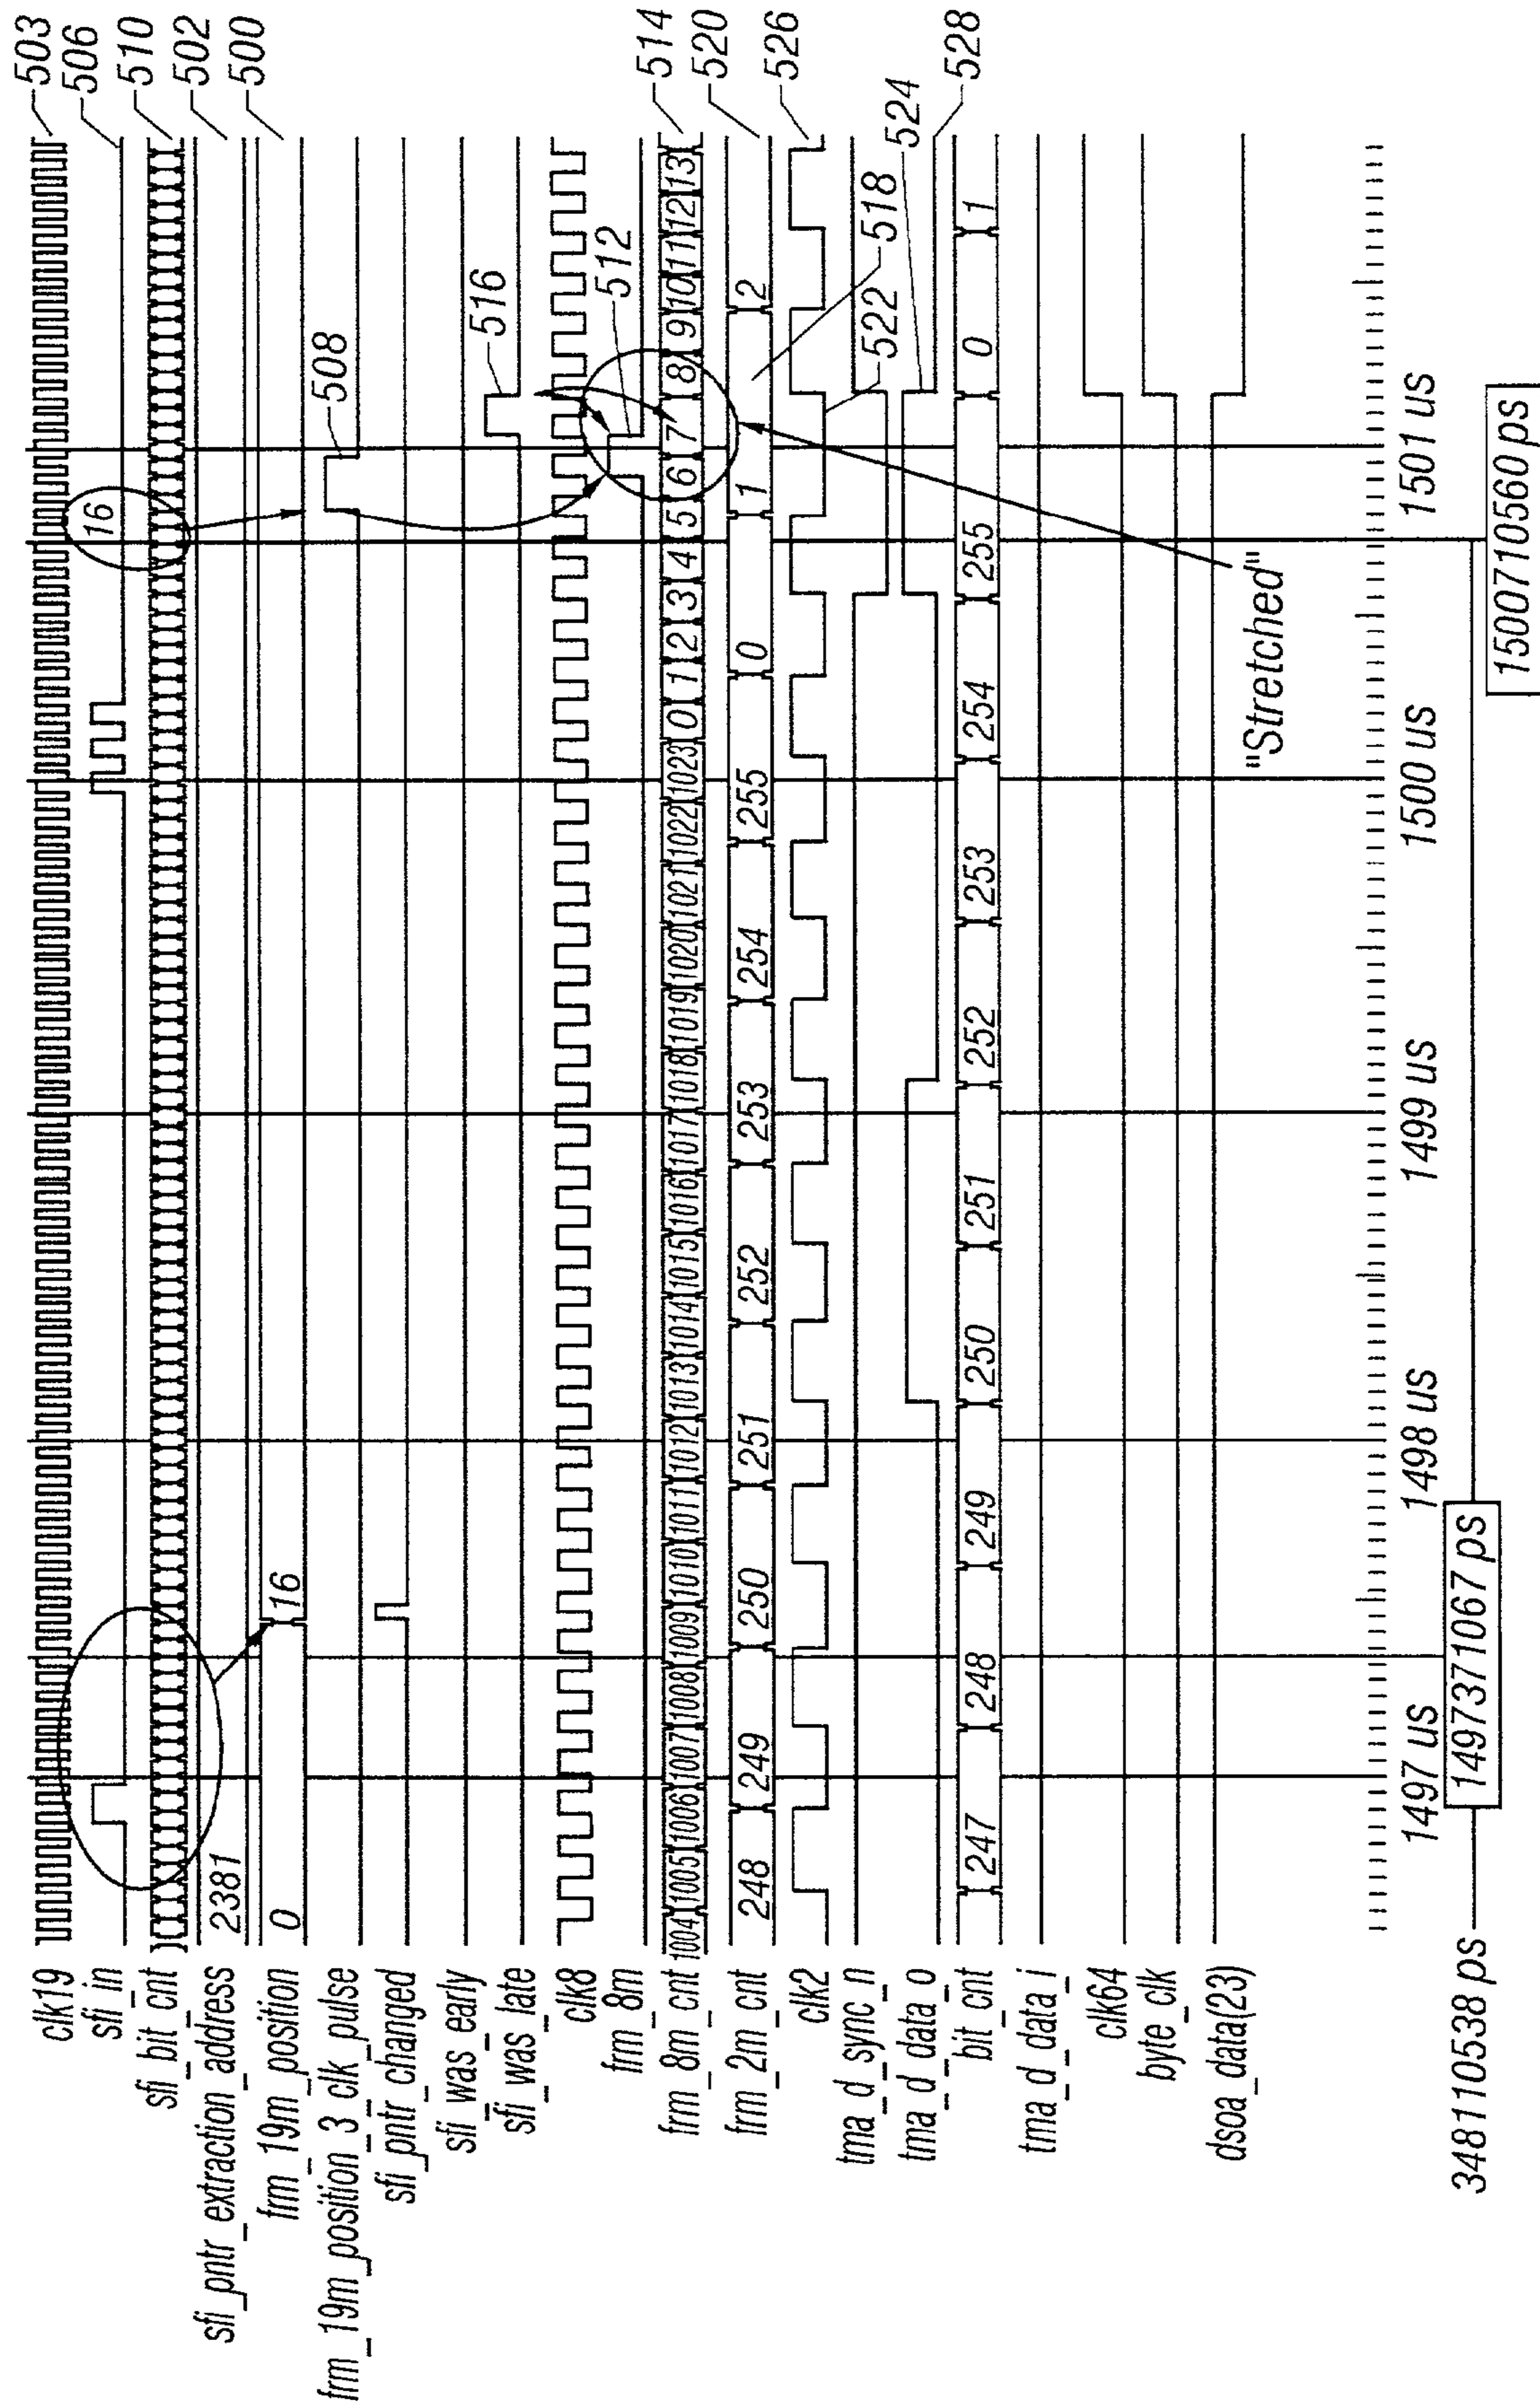 clk19
503
sfi_in
506
16
sfi_bit_cnt
510
sfi_pntr_extraction_address
2381
502
frm_19m_position
0
16
500
frm_19m_position_3_clk_pulse
508
sfi_pntr_changed
sfi_was_early
sfi_was_late
516
clk8
frm_8m
512
frm_8m_cnt
1004 1005 1006 1007 1008 1009 1010 1011 1012 1013 1014 1015 1016 1017 1018 1019 1020 1021 1022 1023 0 1 2 3 4 5 6 7 8 9 10 11 12 13
514
frm_2m_cnt
248 249 250 251 252 253 254 255 0 1 2
520
518
clk2
526
522
tma_d_sync_n
tma_d_data_o
524
528
bit_cnt
247 248 249 250 251 252 253 254 255 0 1
tma_d_data_i
clk64
byte_clk
dsoa_data(23)
"Stretched"
1497 us 1498 us 1499 us 1500 us 1501 us
3481110538 ps
1497371067 ps
1500710560 ps